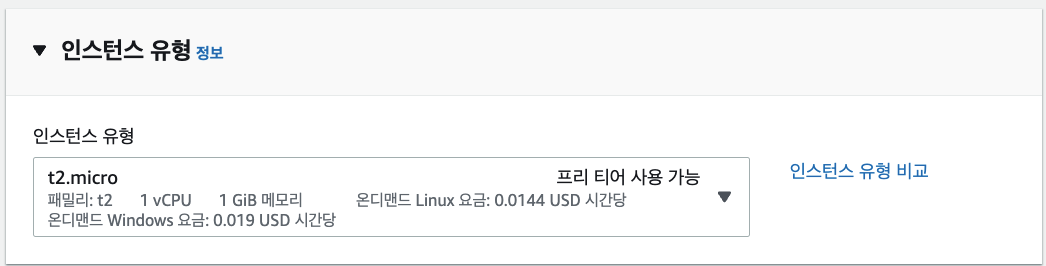 인스턴스 유형 정보
인스턴스 유형
t2.micro 프리 티어 사용 가능
패밀리: t2 1 vCPU 1 GiB 메모리 온디맨드 Linux 요금: 0.0144 USD 시간당
온디맨드 Windows 요금: 0.019 USD 시간당
인스턴스 유형 비교